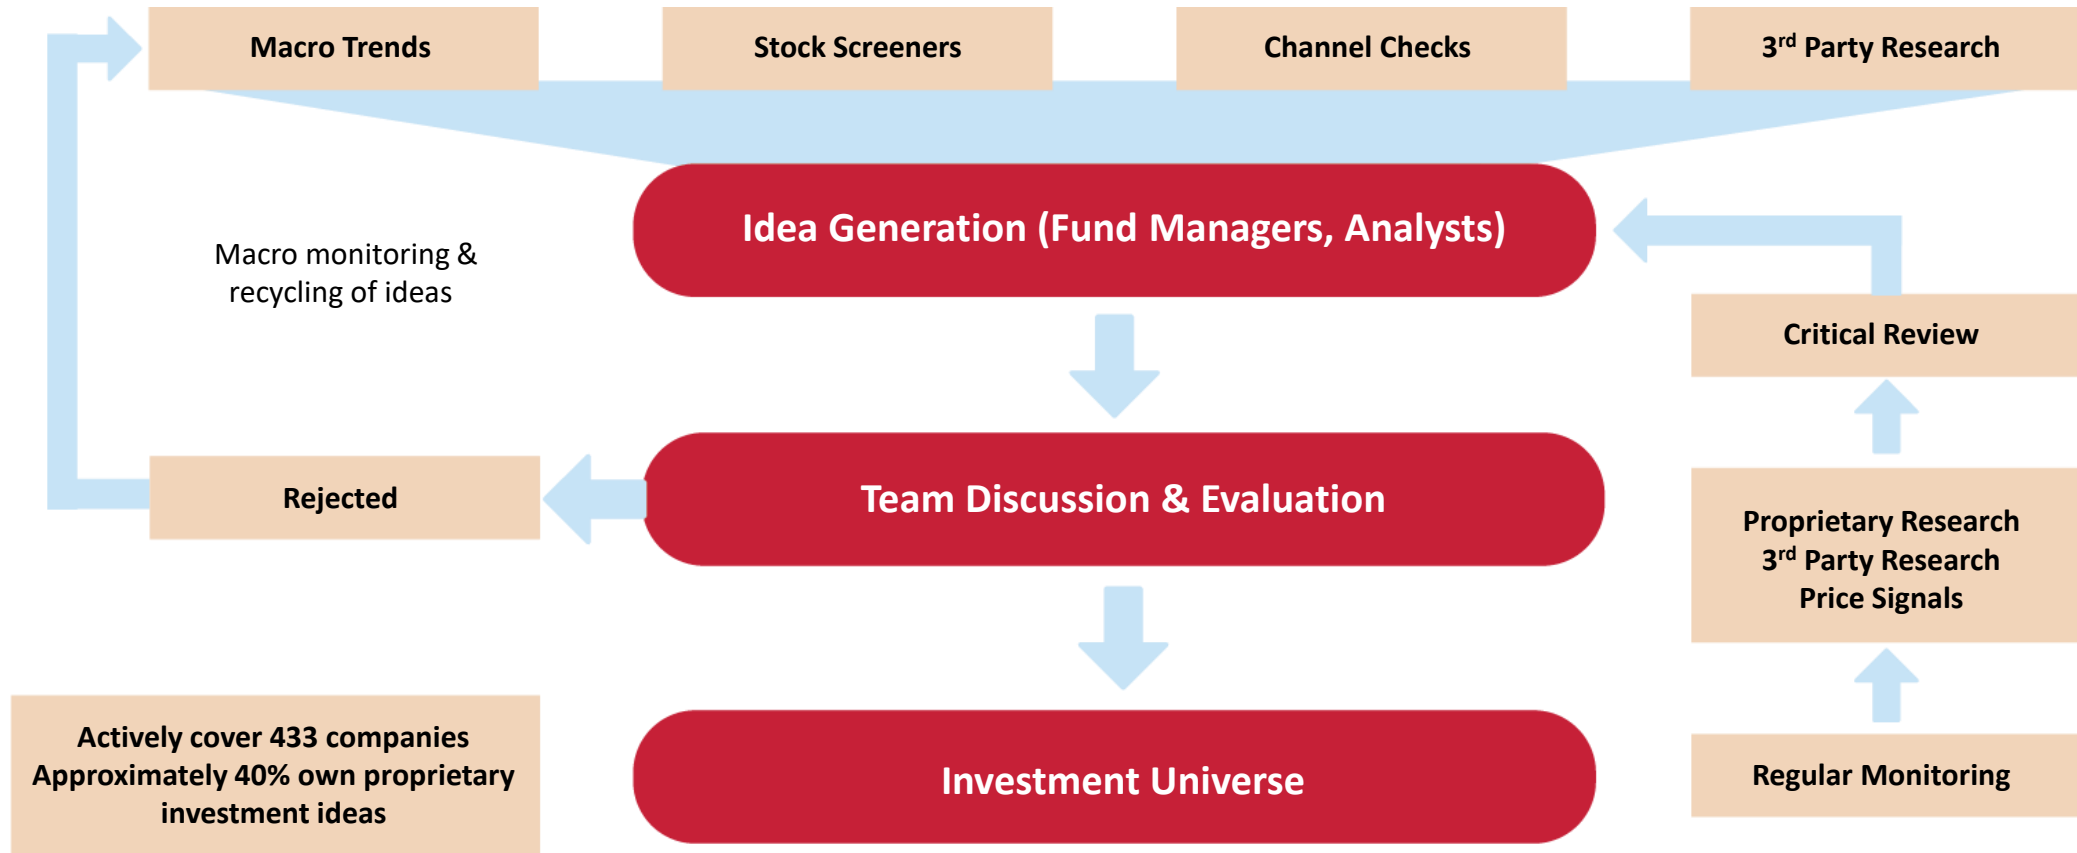 Macro Trends
Stock Screeners
Channel Checks
3rd Party Research
Idea Generation (Fund Managers, Analysts)
Macro monitoring &
recycling of ideas
Critical Review
Rejected
Team Discussion & Evaluation
Proprietary Research
3rd Party Research
Price Signals
Actively cover 433 companies
Approximately 40% own proprietary
investment ideas
Investment Universe
Regular Monitoring